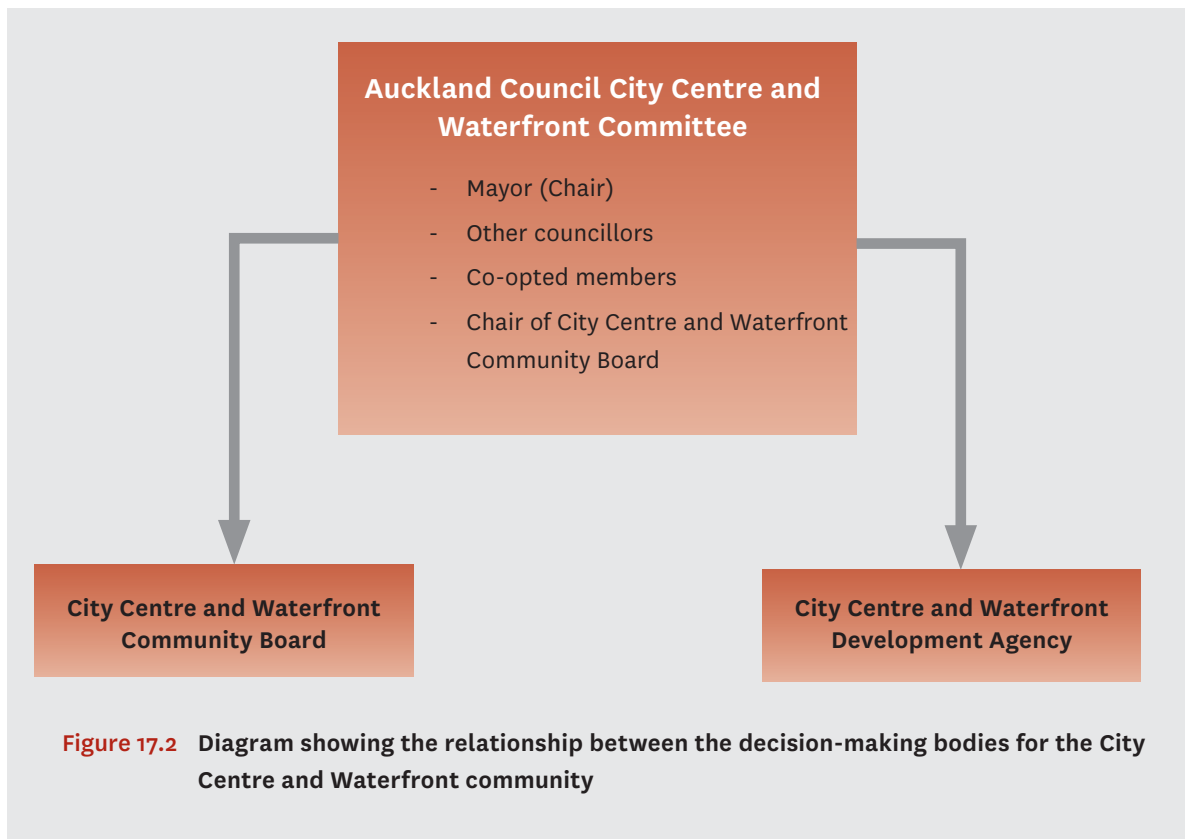 Auckland Council City Centre and
Waterfront Committee
- Mayor (Chair)
- Other councillors
- Co-opted members
- Chair of City Centre and Waterfront
Community Board
City Centre and Waterfront
Community Board
City Centre and Waterfront
Development Agency
Figure 17.2 Diagram showing the relationship between the decision-making bodies for the City
Centre and Waterfront community